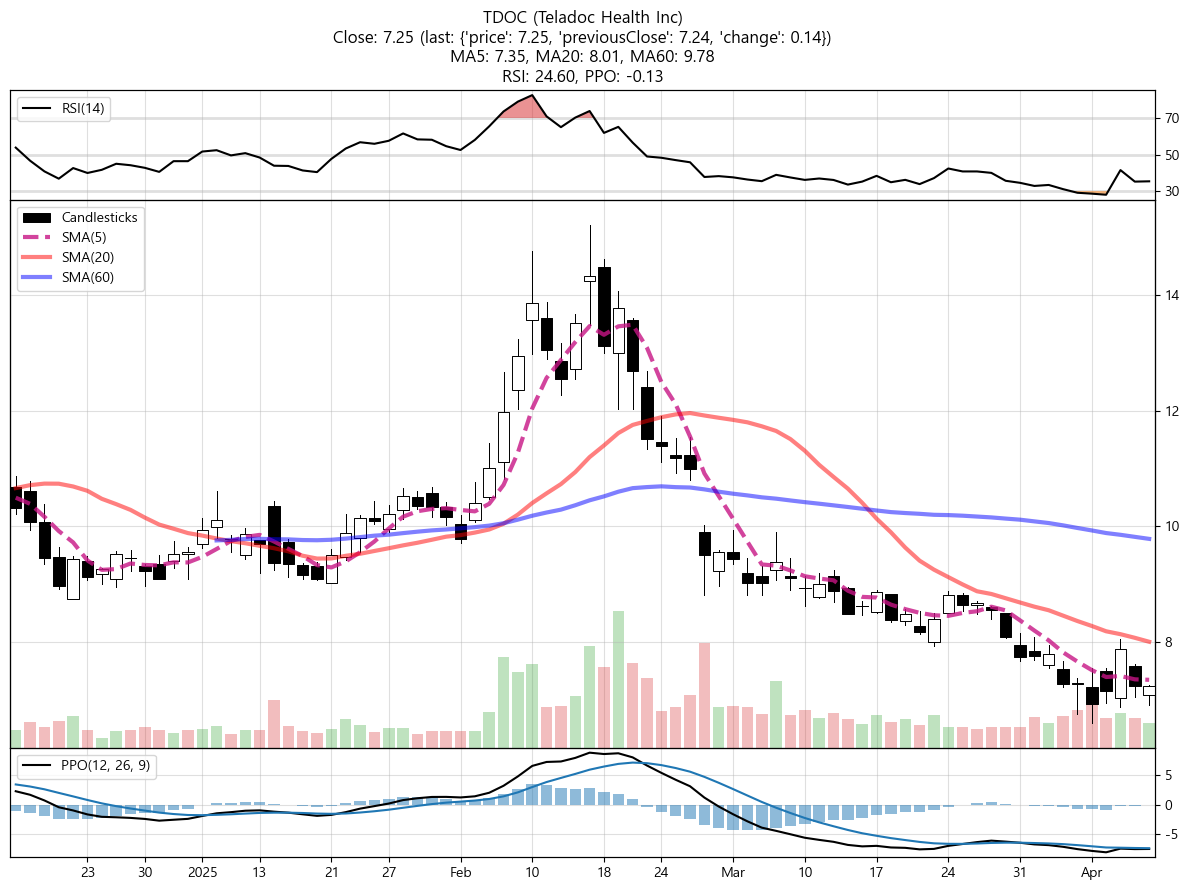 TDOC (Teladoc Health Inc)
Close: 7.25 (last: {'price': 7.25, 'previousClose': 7.24, 'change': 0.14})
MA5: 7.35, MA20: 8.01, MA60: 9.78
RSI: 24.60, PPO: -0.13
RSI(14)
70
50
30
Candlesticks
SMA(5)
SMA(20)
SMA(60)
14
12
10
8
PPO(12, 26, 9)
5
0
-5
23 30 2025 13 21 27 Feb 10 18 24 Mar 10 17 24 31 Apr